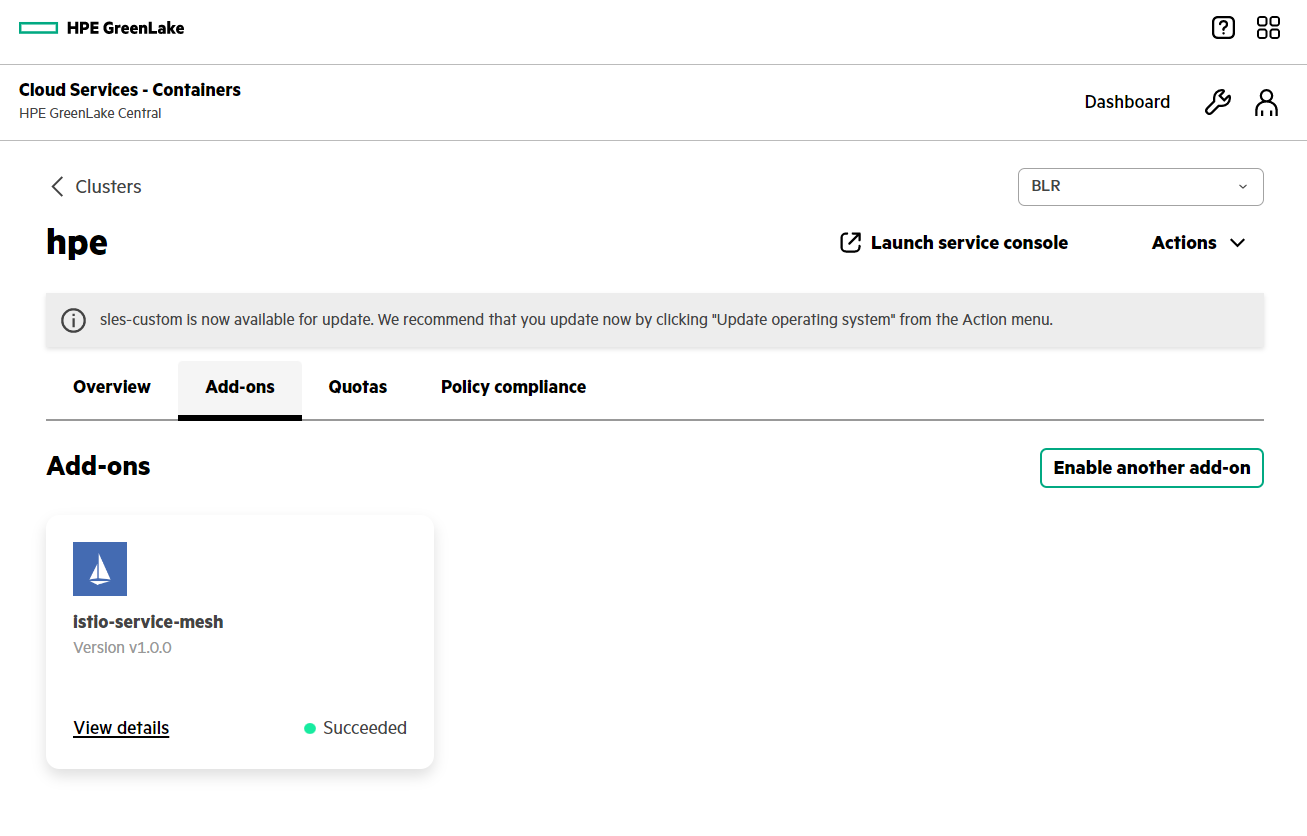 HPE GreenLake
Cloud Services - Containers
HPE GreenLake Central
Dashboard
Clusters
BLR
hpe
Launch service console
Actions
sles-custom is now available for update. We recommend that you update now by clicking "Update operating system" from the Action menu.
Overview
Add-ons
Quotas
Policy compliance
Add-ons
Enable another add-on
istio-service-mesh
Version v1.0.0
View details
Succeeded